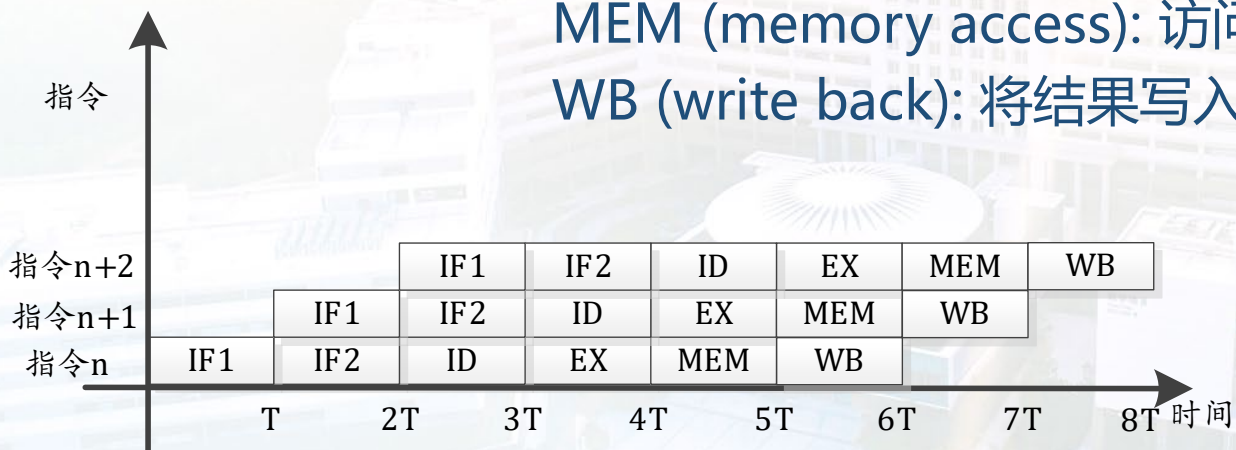 MEM (memory access): 访问
WB (write back): 将结果写入
指令
指令n+2 IF1 IF2 ID EX MEM WB
指令n+1 IF1 IF2 ID EX MEM WB
指令n IF1 IF2 ID EX MEM WB
T 2T 3T 4T 5T 6T 7T 8T 时间